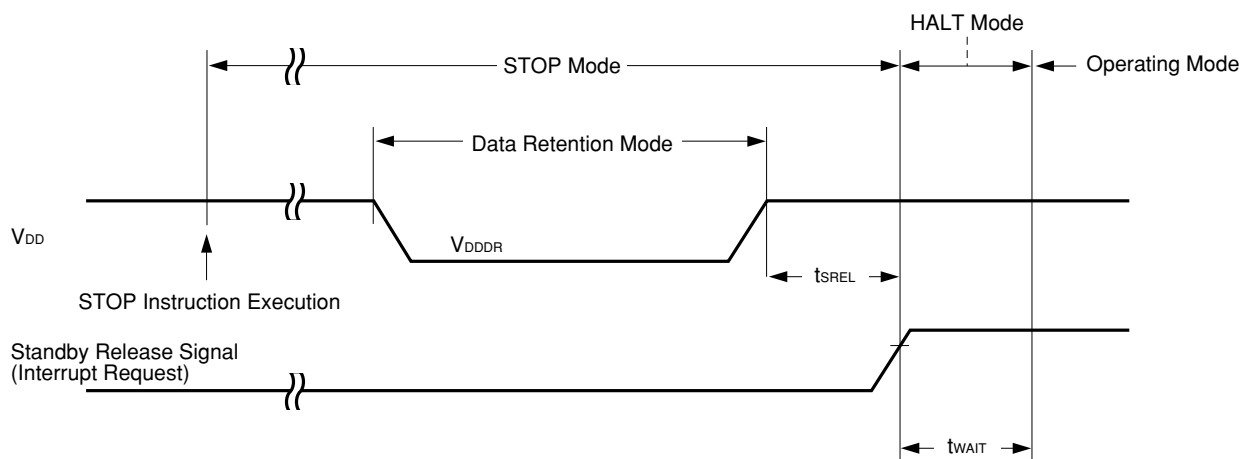 HALT Mode
STOP Mode
Operating Mode
Data Retention Mode
VDD
VDDDR
tSREL
STOP Instruction Execution
Standby Release Signal
(Interrupt Request)
tWAIT